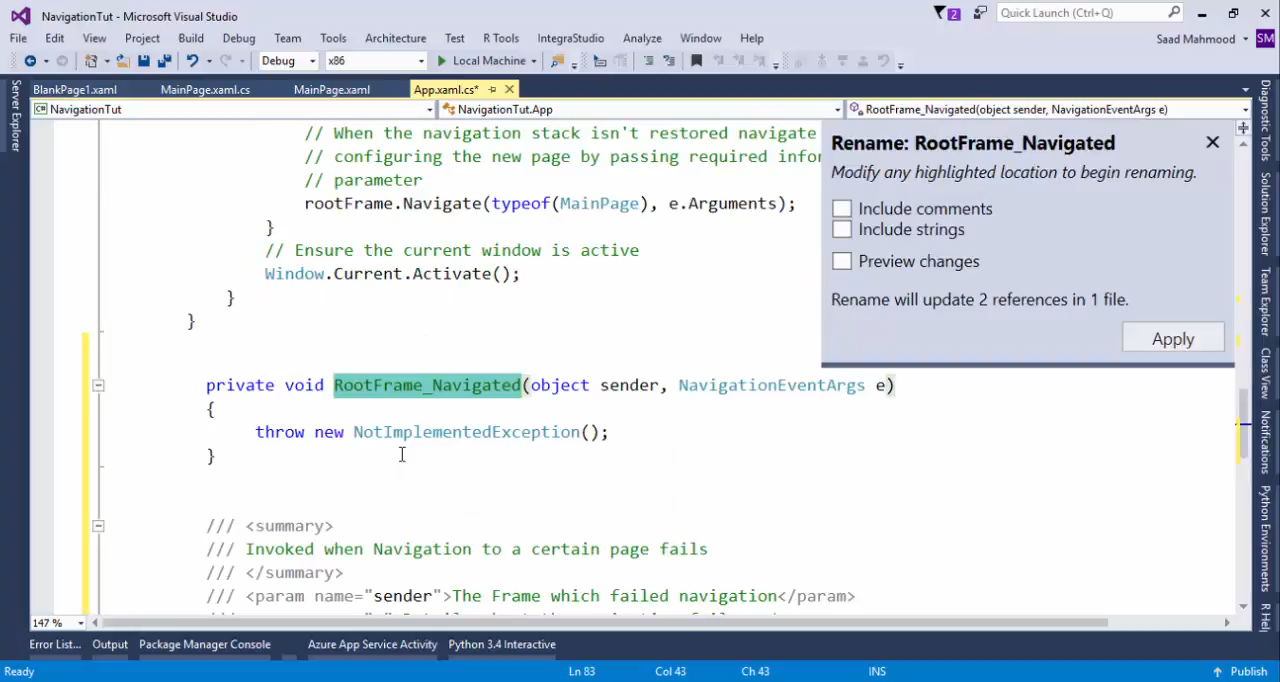 NavigationTut - Microsoft Visual Studio
2
Quick Launch (Ctrl+Q)
File Edit View Project Build Debug Team Tools Architecture Test R Tools IntegraStudio Analyze Window Help
Saad Mahmood SM
Debug x86 Local Machine
BlankPage1.xaml MainPage.xaml.cs MainPage.xaml App.xaml.cs*
NavigationTut NavigationTut.App RootFrame_Navigated(object sender, NavigationEventArgs e)
Server Explorer
// When the navigation stack isn't restored navigate
// configuring the new page by passing required infor
// parameter
rootFrame.Navigate(typeof(MainPage), e.Arguments);
}
// Ensure the current window is active
Window.Current.Activate();
}
}
private void RootFrame_Navigated(object sender, NavigationEventArgs e)
{
throw new NotImplementedException();
}
/// <summary>
/// Invoked when Navigation to a certain page fails
/// </summary>
/// <param name="sender">The Frame which failed navigation</param>
Rename: RootFrame_Navigated
Modify any highlighted location to begin renaming.
Include comments
Include strings
Preview changes
Rename will update 2 references in 1 file.
Apply
Diagnostic Tools
Solution Explorer
Team Explorer
Class View
Notifications
Python Environments
R Help
147 %
Error List... Output Package Manager Console Azure App Service Activity Python 3.4 Interactive
Ready Ln 83 Col 43 Ch 43 INS Publish